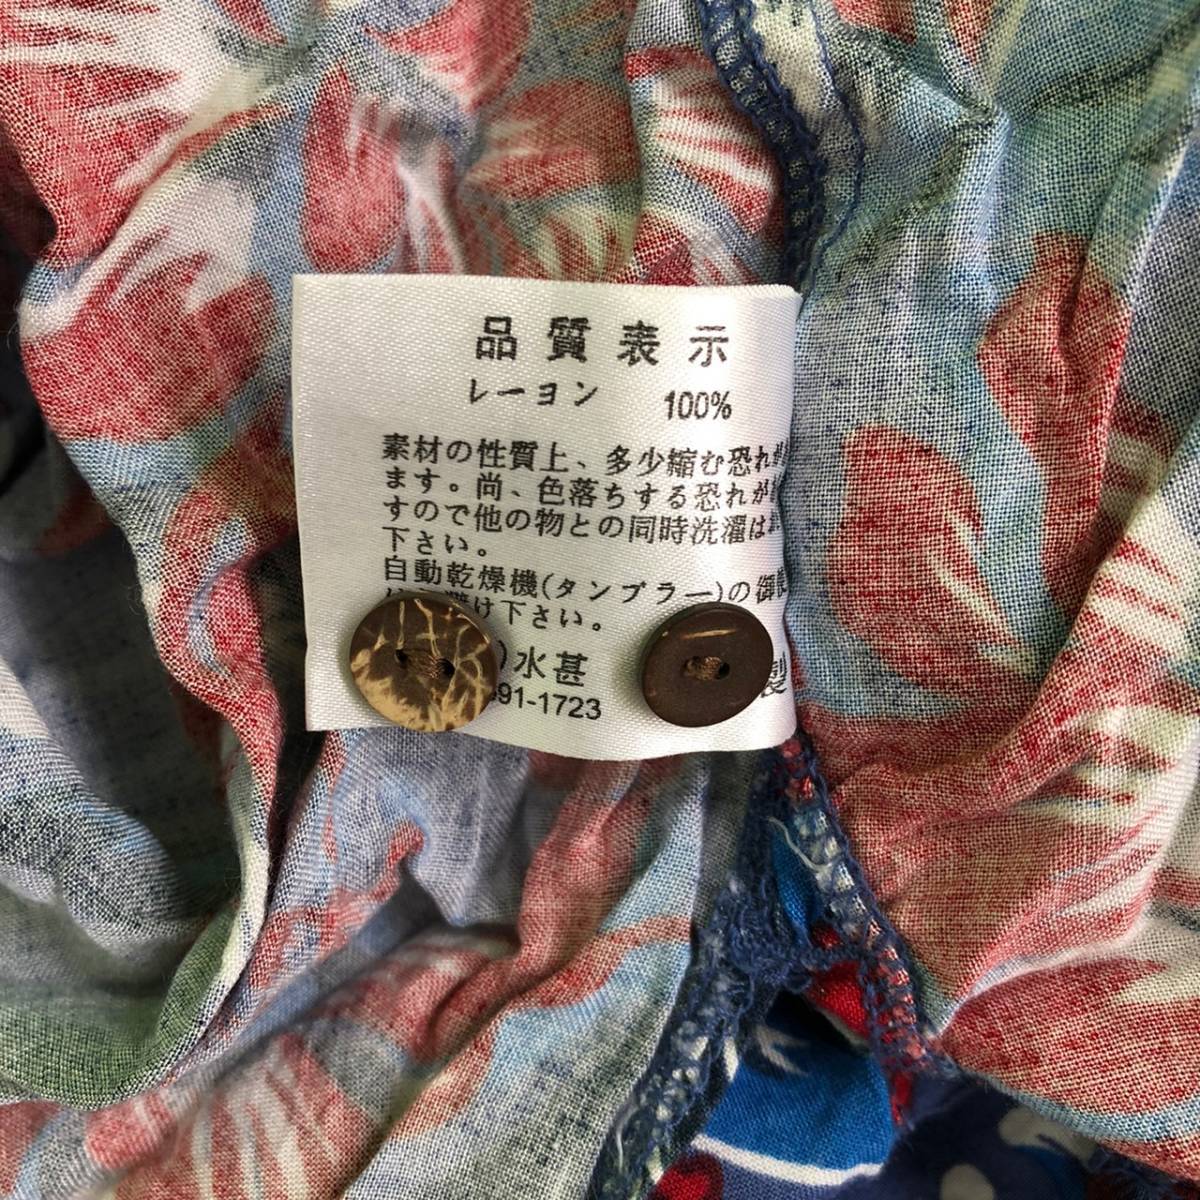 品質表示
レーヨン 100%
素材の性質上、多少縮む恐れが
ます。尚、色落ちする恐れが
すので他の物との同時洗濯は
下さい。
自動乾燥機(タンブラー)の御
け下さい。
)水甚 製
91-1723